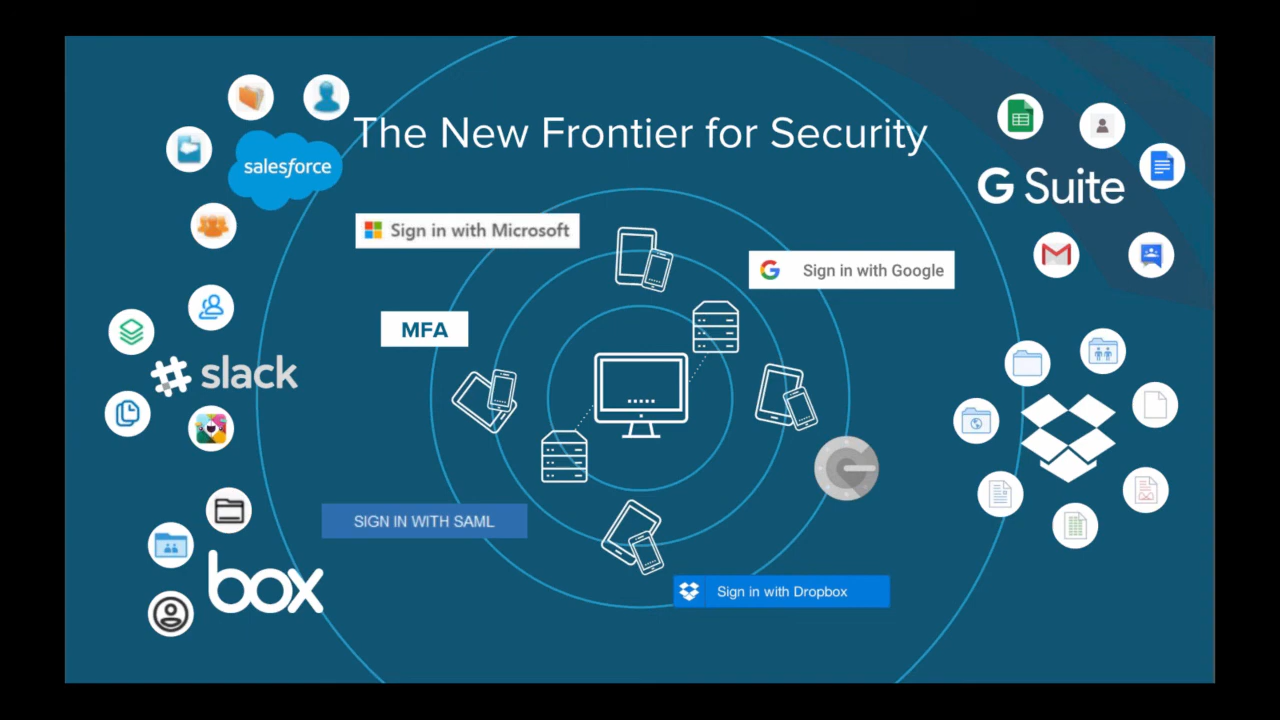 The New Frontier for Security
salesforce
G Suite
Sign in with Microsoft
Sign in with Google
MFA
slack
SIGN IN WITH SAML
box
Sign in with Dropbox